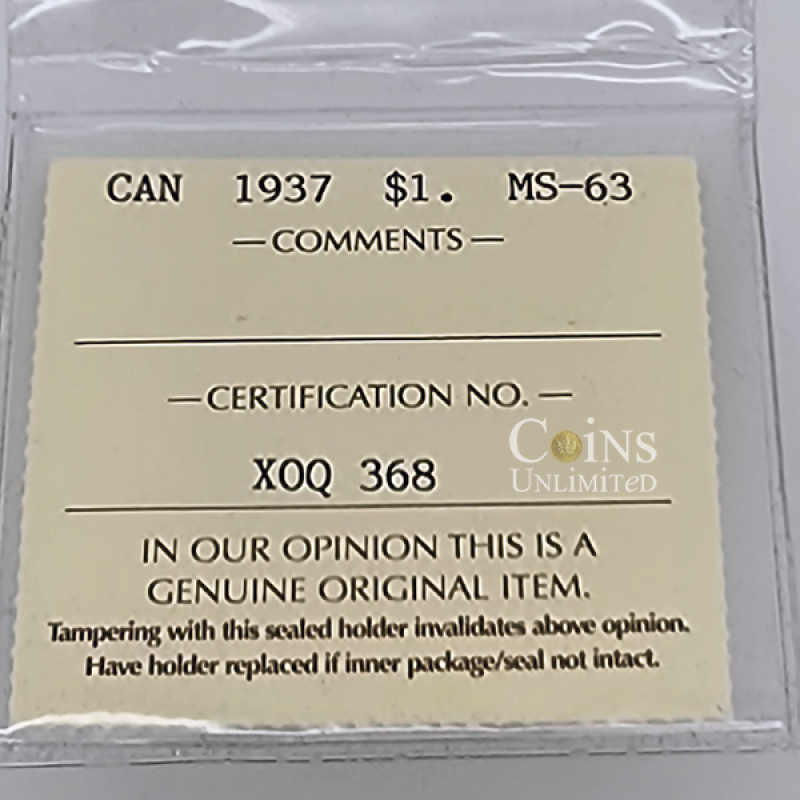 CAN 1937 $1. MS-63
—COMMENTS—
—CERTIFICATION NO.—
XOQ 368
COiNS
UNLiMITeD
IN OUR OPINION THIS IS A
GENUINE ORIGINAL ITEM.
Tampering with this sealed holder invalidates above opinion.
Have holder replaced if inner package/seal not intact.